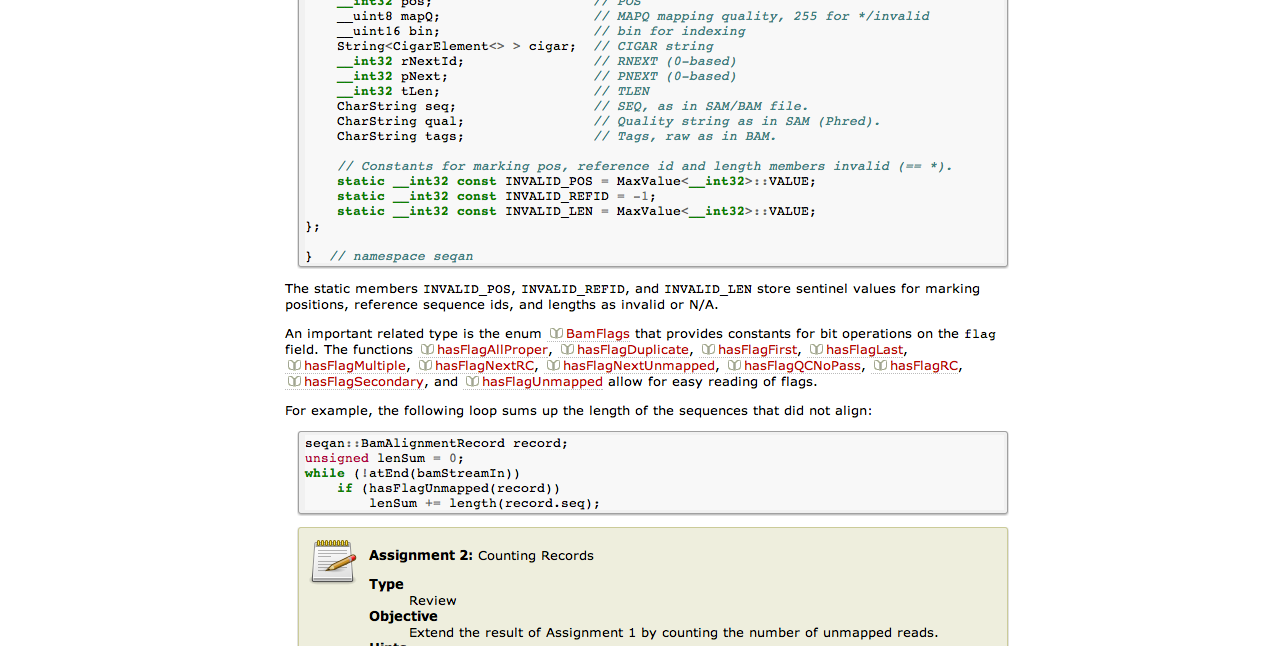 __int32 pos;                    // POS
__uint8 mapQ;                   // MAPQ mapping quality, 255 for */invalid
__uint16 bin;                   // bin for indexing
String<CigarElement<> > cigar;  // CIGAR string
__int32 rNextId;                // RNEXT (0-based)
__int32 pNext;                  // PNEXT (0-based)
__int32 tLen;                   // TLEN
CharString seq;                 // SEQ, as in SAM/BAM file.
CharString qual;                // Quality string as in SAM (Phred).
CharString tags;                // Tags, raw as in BAM.
// Constants for marking pos, reference id and length members invalid (== *).
static __int32 const INVALID_POS = MaxValue<__int32>::VALUE;
static __int32 const INVALID_REFID = -1;
static __int32 const INVALID_LEN = MaxValue<__int32>::VALUE;
};
}  // namespace seqan
The static members INVALID_POS, INVALID_REFID, and INVALID_LEN store sentinel values for marking
positions, reference sequence ids, and lengths as invalid or N/A.
An important related type is the enum BamFlags that provides constants for bit operations on the flag
field. The functions hasFlagAllProper, hasFlagDuplicate, hasFlagFirst, hasFlagLast,
hasFlagMultiple, hasFlagNextRC, hasFlagNextUnmapped, hasFlagQCNoPass, hasFlagRC,
hasFlagSecondary, and hasFlagUnmapped allow for easy reading of flags.
For example, the following loop sums up the length of the sequences that did not align:
seqan::BamAlignmentRecord record;
unsigned lenSum = 0;
while (!atEnd(bamStreamIn))
if (hasFlagUnmapped(record))
lenSum += length(record.seq);
Assignment 2: Counting Records
Type
Review
Objective
Extend the result of Assignment 1 by counting the number of unmapped reads.